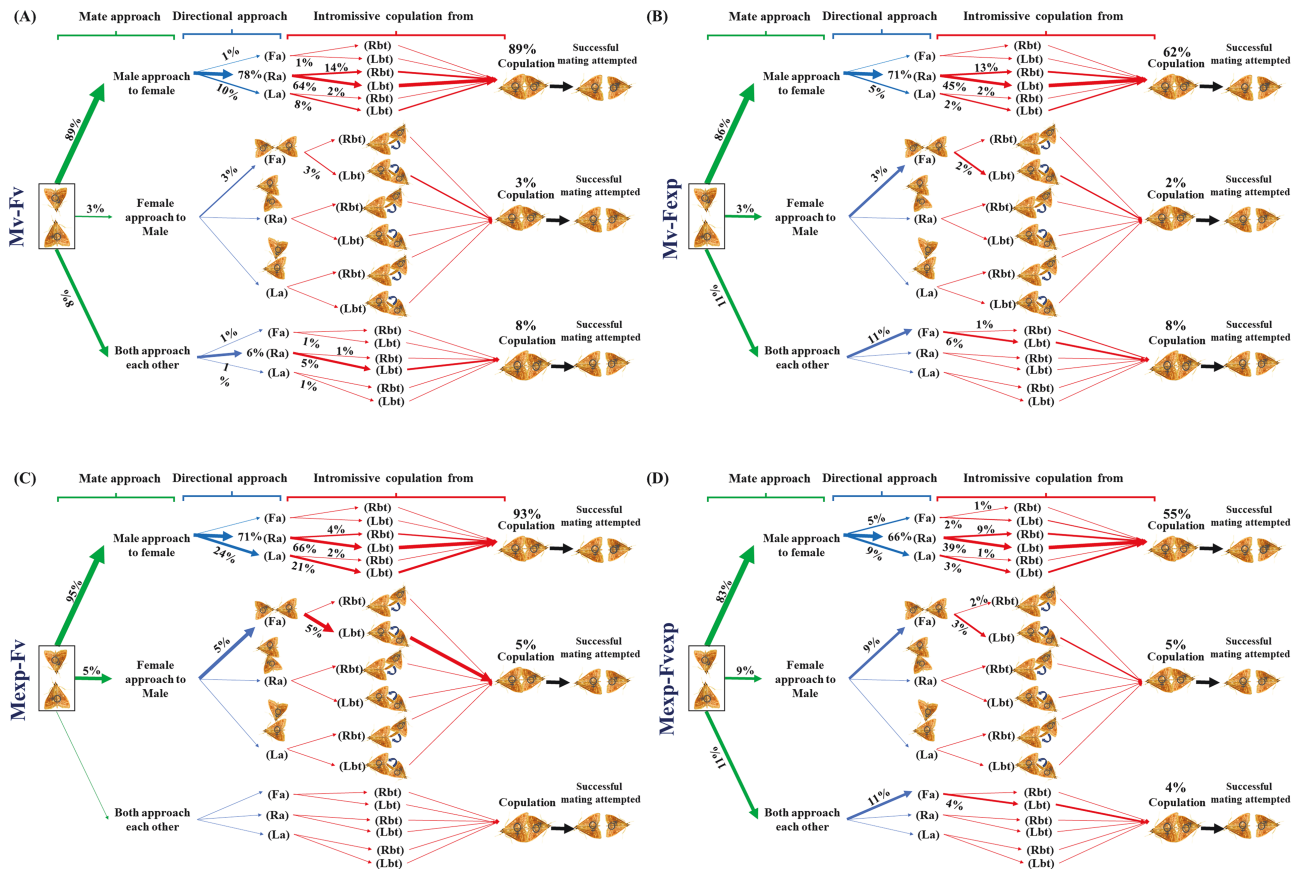 (A)
Mate approach
Directional approach
Intromissive copulation from
Mv-Fv
89%
3%
8%
Male approach
to female
1%
78%
10%
(Fa)
(Ra)
(La)
1%
14%
64%
2%
8%
(Rbt)
(Lbt)
(Rbt)
(Lbt)
(Rbt)
(Lbt)
89%
Copulation
Successful
mating attempted
Female
approach to
Male
3%
(Fa)
(Ra)
(La)
3%
(Rbt)
(Lbt)
(Rbt)
(Lbt)
(Rbt)
(Lbt)
3%
Copulation
Successful
mating attempted
Both approach
each other
1%
6%
1
%
(Fa)
(Ra)
(La)
1%
1%
5%
1%
(Rbt)
(Lbt)
(Rbt)
(Lbt)
(Rbt)
(Lbt)
8%
Copulation
Successful
mating attempted
(B)
Mate approach
Directional approach
Intromissive copulation from
Mv-Fexp
86%
3%
11%
Male approach
to female
71%
5%
(Fa)
(Ra)
(La)
13%
45%
2%
2%
(Rbt)
(Lbt)
(Rbt)
(Lbt)
(Rbt)
(Lbt)
62%
Copulation
Successful
mating attempted
Female
approach to
Male
3%
(Fa)
(Ra)
(La)
2%
(Rbt)
(Lbt)
(Rbt)
(Lbt)
(Rbt)
(Lbt)
2%
Copulation
Successful
mating attempted
Both approach
each other
11%
(Fa)
(Ra)
(La)
1%
6%
(Rbt)
(Lbt)
(Rbt)
(Lbt)
(Rbt)
(Lbt)
8%
Copulation
Successful
mating attempted
(C)
Mate approach
Directional approach
Intromissive copulation from
Mexp-Fv
95%
5%
Male approach
to female
71%
24%
(Fa)
(Ra)
(La)
4%
66%
2%
21%
(Rbt)
(Lbt)
(Rbt)
(Lbt)
(Rbt)
(Lbt)
93%
Copulation
Successful
mating attempted
Female
approach to
Male
5%
(Fa)
(Ra)
(La)
5%
(Rbt)
(Lbt)
(Rbt)
(Lbt)
(Rbt)
(Lbt)
5%
Copulation
Successful
mating attempted
Both approach
each other
(Fa)
(Ra)
(La)
(Rbt)
(Lbt)
(Rbt)
(Lbt)
(Rbt)
(Lbt)
Copulation
Successful
mating attempted
(D)
Mate approach
Directional approach
Intromissive copulation from
Mexp-Fvexp
83%
9%
11%
Male approach
to female
5%
66%
9%
(Fa)
(Ra)
(La)
1%
2%
9%
39%
1%
3%
(Rbt)
(Lbt)
(Rbt)
(Lbt)
(Rbt)
(Lbt)
55%
Copulation
Successful
mating attempted
Female
approach to
Male
9%
(Fa)
(Ra)
(La)
2%
3%
(Rbt)
(Lbt)
(Rbt)
(Lbt)
(Rbt)
(Lbt)
5%
Copulation
Successful
mating attempted
Both approach
each other
11%
(Fa)
(Ra)
(La)
4%
(Rbt)
(Lbt)
(Rbt)
(Lbt)
(Rbt)
(Lbt)
4%
Copulation
Successful
mating attempted